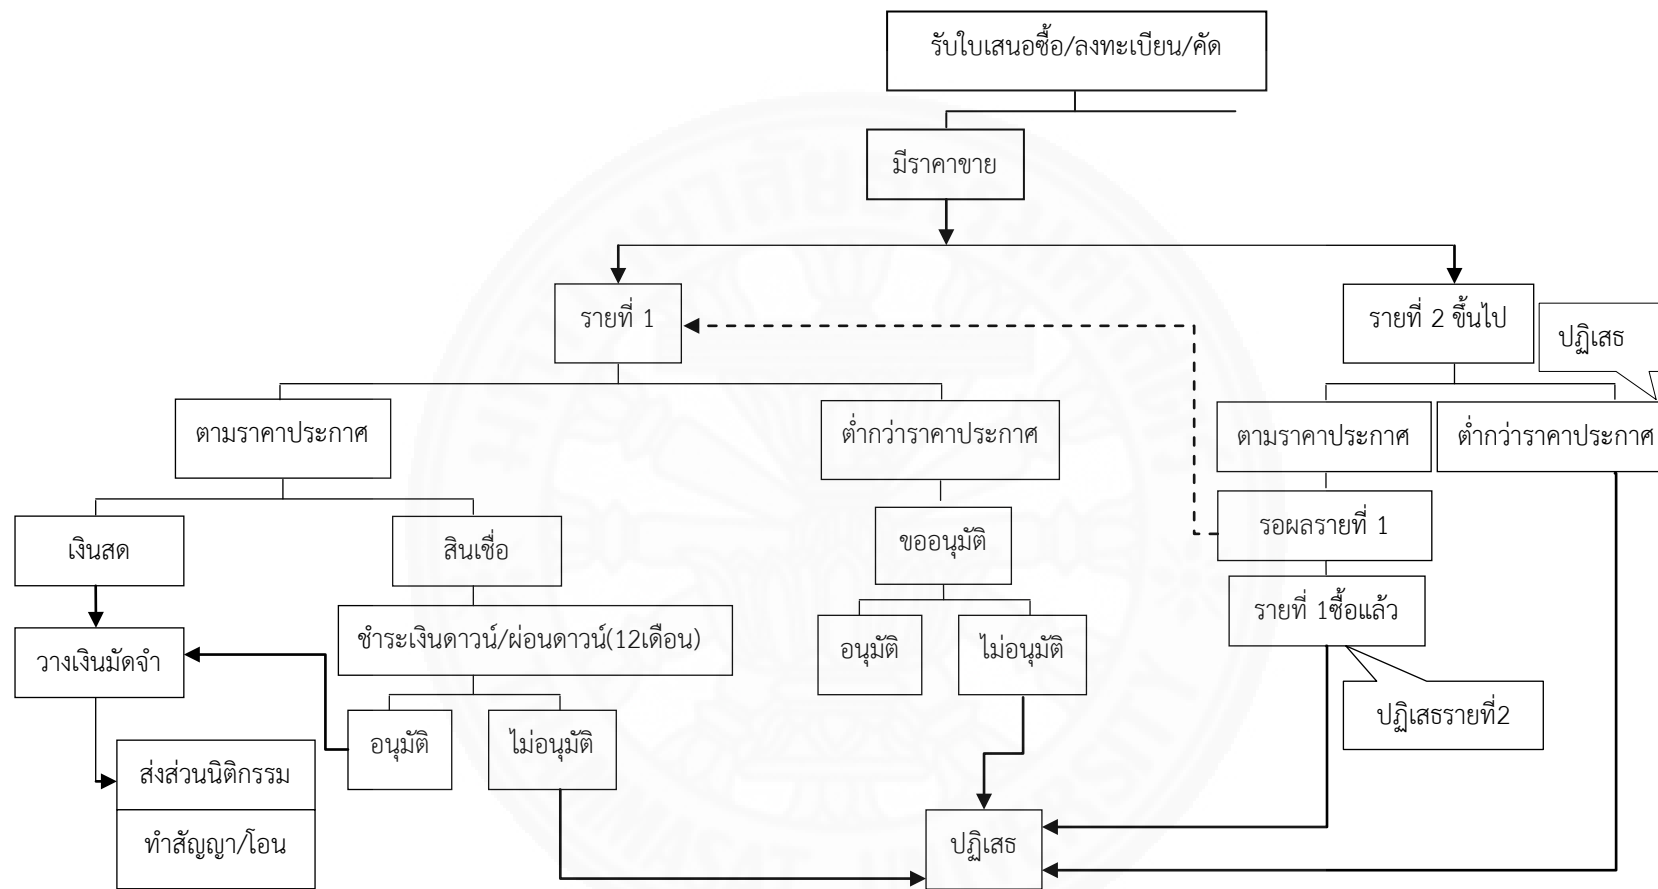 รับใบเสนอซื้อ/ลงทะเบียน/คัด
มีราคาขาย
รายที่ 1
รายที่ 2 ขึ้นไป
ปฏิเสธ
ตามราคาประกาศ
ต่ำกว่าราคาประกาศ
ตามราคาประกาศ
ต่ำกว่าราคาประกาศ
เงินสด
สินเชื่อ
ขออนุมัติ
รอผลรายที่ 1
วางเงินมัดจำ
ชำระเงินดาวน์/ผ่อนดาวน์(12เดือน)
อนุมัติ
ไม่อนุมัติ
รายที่ 1ซื้อแล้ว
อนุมัติ
ไม่อนุมัติ
ปฏิเสธรายที่2
ส่งส่วนนิติกรรม
ทำสัญญา/โอน
ปฏิเสธ